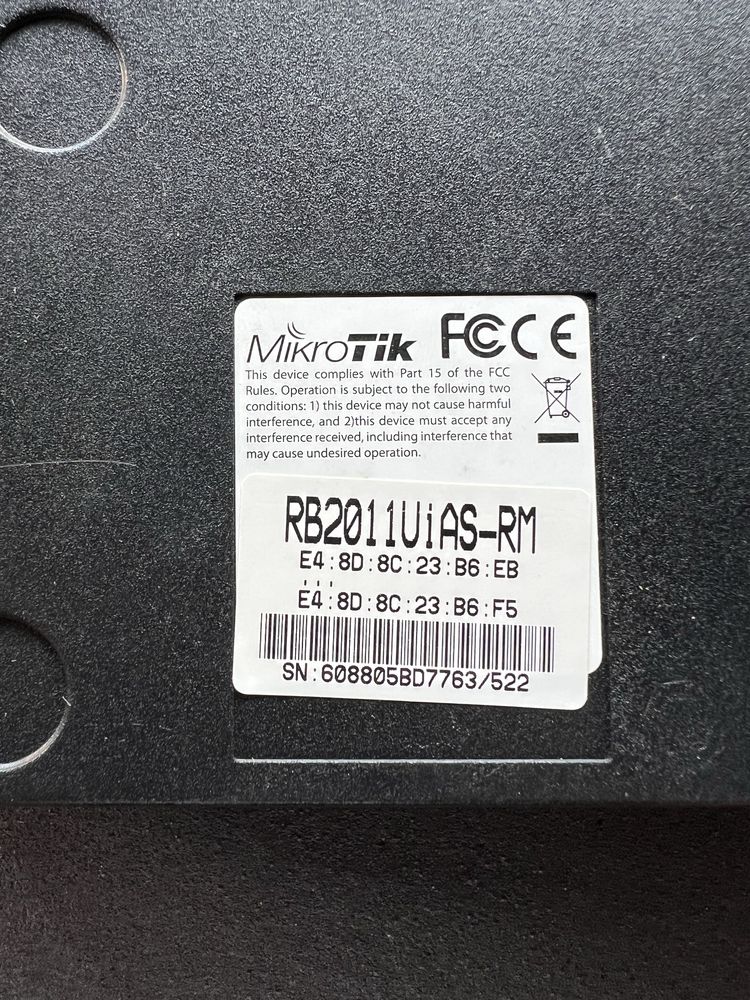 MikroTik FCC CE
This device complies with Part 15 of the FCC
Rules. Operation is subject to the following two
conditions: 1) this device may not cause harmful
interference, and 2)this device must accept any
interference received, including interference that
may cause undesired operation.
RB2011UiAS-RM
E4:8D:8C:23:B6:EB
...
E4:8D:8C:23:B6:F5
SN:608805BD7763/522